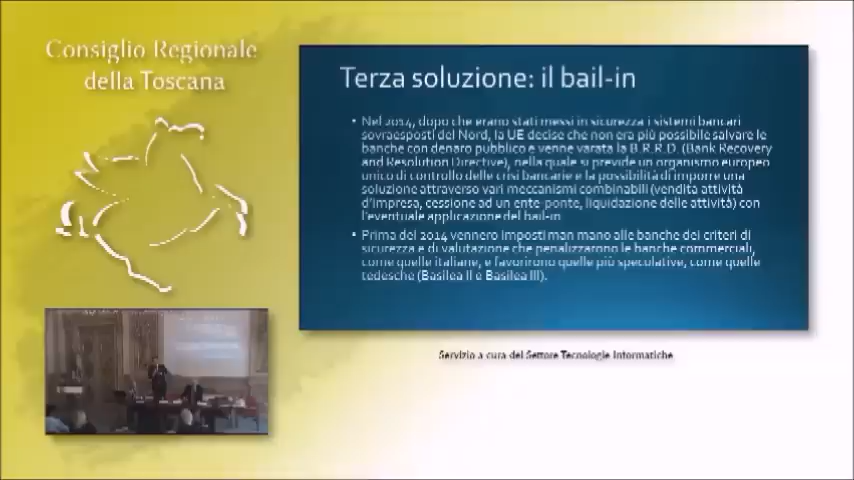 Consiglio Regionale
della Toscana
Terza soluzione: il bail-in
• Nel 2014, dopo che erano stati messi in sicurezza i sistemi bancari
sovraesposti del Nord, la UE decise che non era più possibile salvare le
banche con denaro pubblico e venne varata la B.R.R.D. (Bank Recovery
and Resolution Directive), nella quale si prevede un organismo europeo
unico di controllo delle crisi bancarie e la possibilità di imporre una
soluzione attraverso vari meccanismi combinabili (vendita attività
d'impresa, cessione ad un ente-ponte, liquidazione delle attività) con
l'eventuale applicazione del bail-in
• Prima del 2014 vennero imposti man mano alle banche dei criteri di
sicurezza e di valutazione che penalizzarono le banche commerciali,
come quelle italiane, e favorirono quelle più speculative, come quelle
tedesche (Basilea II e Basilea III).
Servizio a cura del Settore Tecnologie Informatiche